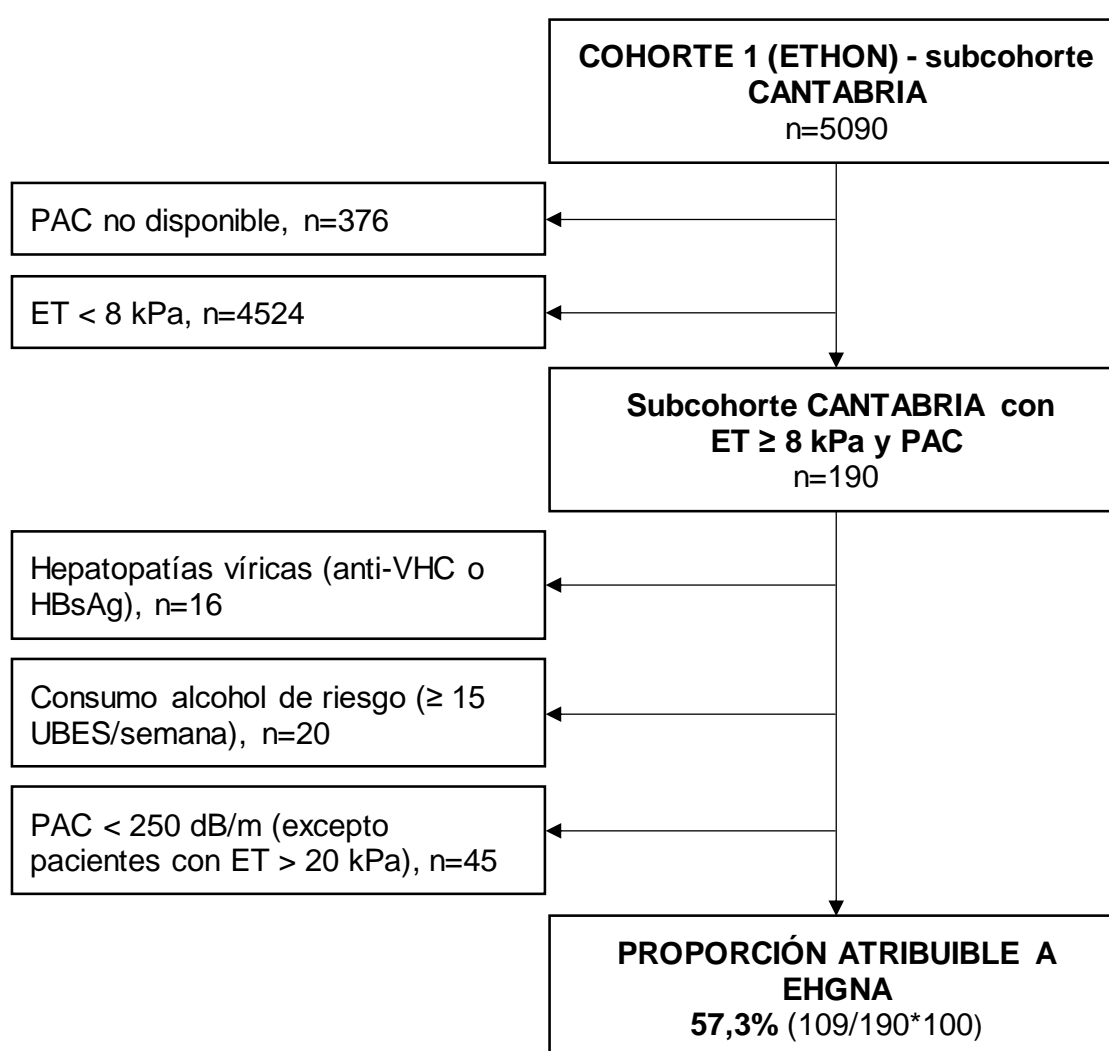 COHORTE 1 (ETHON) - subcohorte
CANTABRIA
n=5090
PAC no disponible, n=376
ET < 8 kPa, n=4524
Subcohorte CANTABRIA con
ET ≥ 8 kPa y PAC
n=190
Hepatopatías víricas (anti-VHC o
HBsAg), n=16
Consumo alcohol de riesgo (≥ 15
UBES/semana), n=20
PAC < 250 dB/m (excepto
pacientes con ET > 20 kPa), n=45
PROPORCIÓN ATRIBUIBLE A
EHGNA
57,3% (109/190*100)